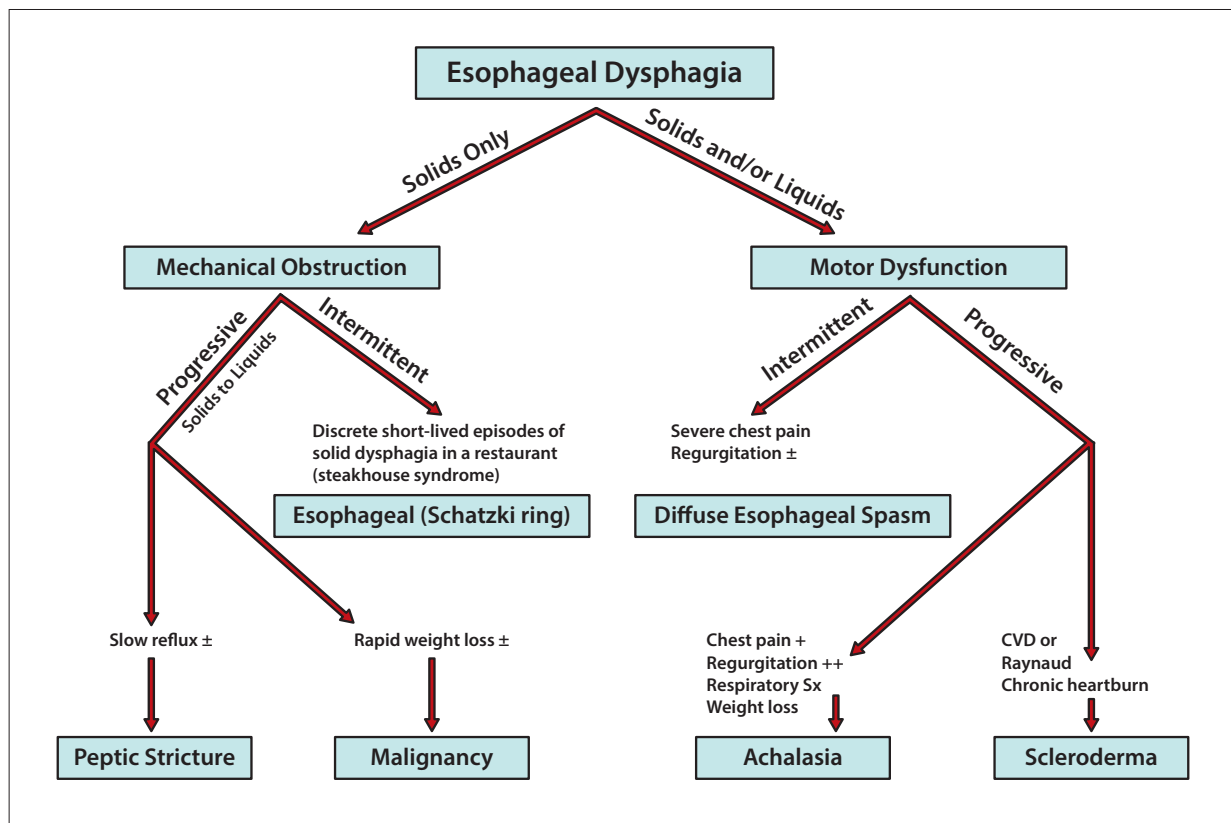 Esophageal Dysphagia
Solids Only
Solids and/or Liquids
Mechanical Obstruction
Motor Dysfunction
Progressive
Solids to Liquids
Intermittent
Intermittent
Progressive
Discrete short-lived episodes of
solid dysphagia in a restaurant
(steakhouse syndrome)
Severe chest pain
Regurgitation ±
Esophageal (Schatzki ring)
Diffuse Esophageal Spasm
Slow reflux ±
Rapid weight loss ±
Chest pain +
Regurgitation ++
Respiratory Sx
Weight loss
CVD or
Raynaud
Chronic heartburn
Peptic Stricture
Malignancy
Achalasia
Scleroderma